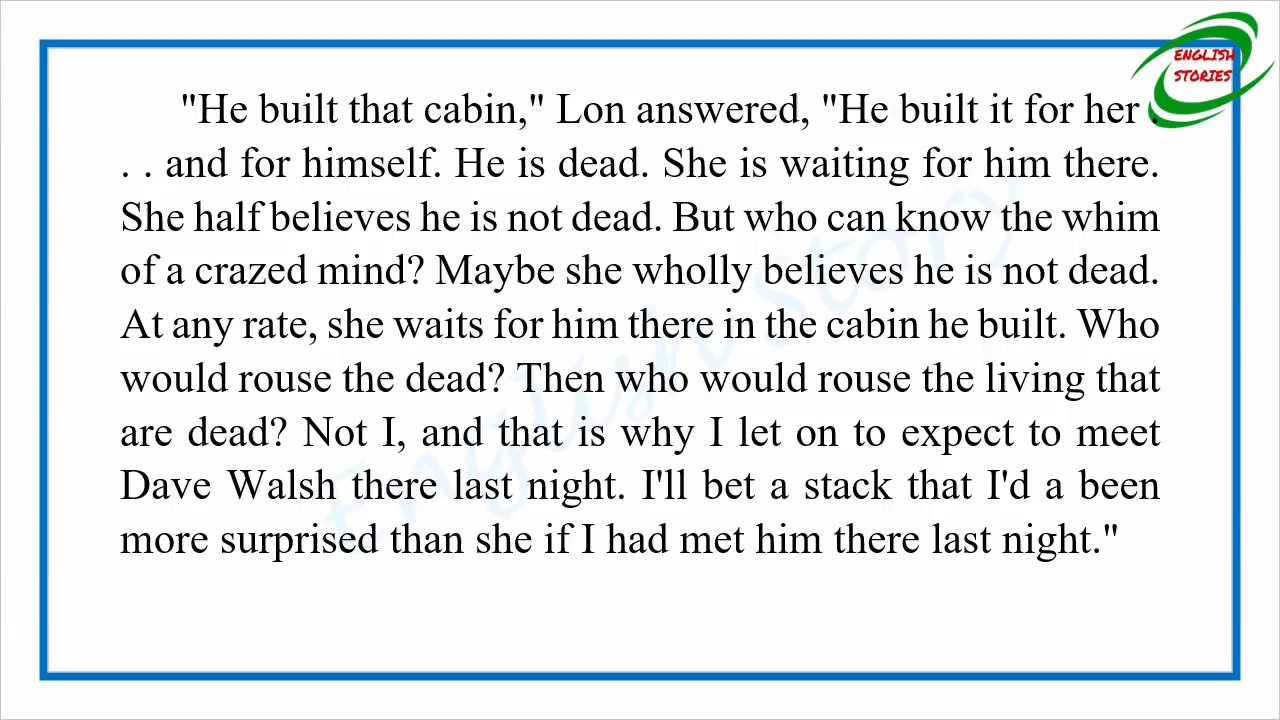 ENGLISH
STORIES
"He built that cabin," Lon answered, "He built it for her .
. . and for himself. He is dead. She is waiting for him there.
She half believes he is not dead. But who can know the whim
of a crazed mind? Maybe she wholly believes he is not dead.
At any rate, she waits for him there in the cabin he built. Who
would rouse the dead? Then who would rouse the living that
are dead? Not I, and that is why I let on to expect to meet
Dave Walsh there last night. I'll bet a stack that I'd a been
more surprised than she if I had met him there last night."
English Story